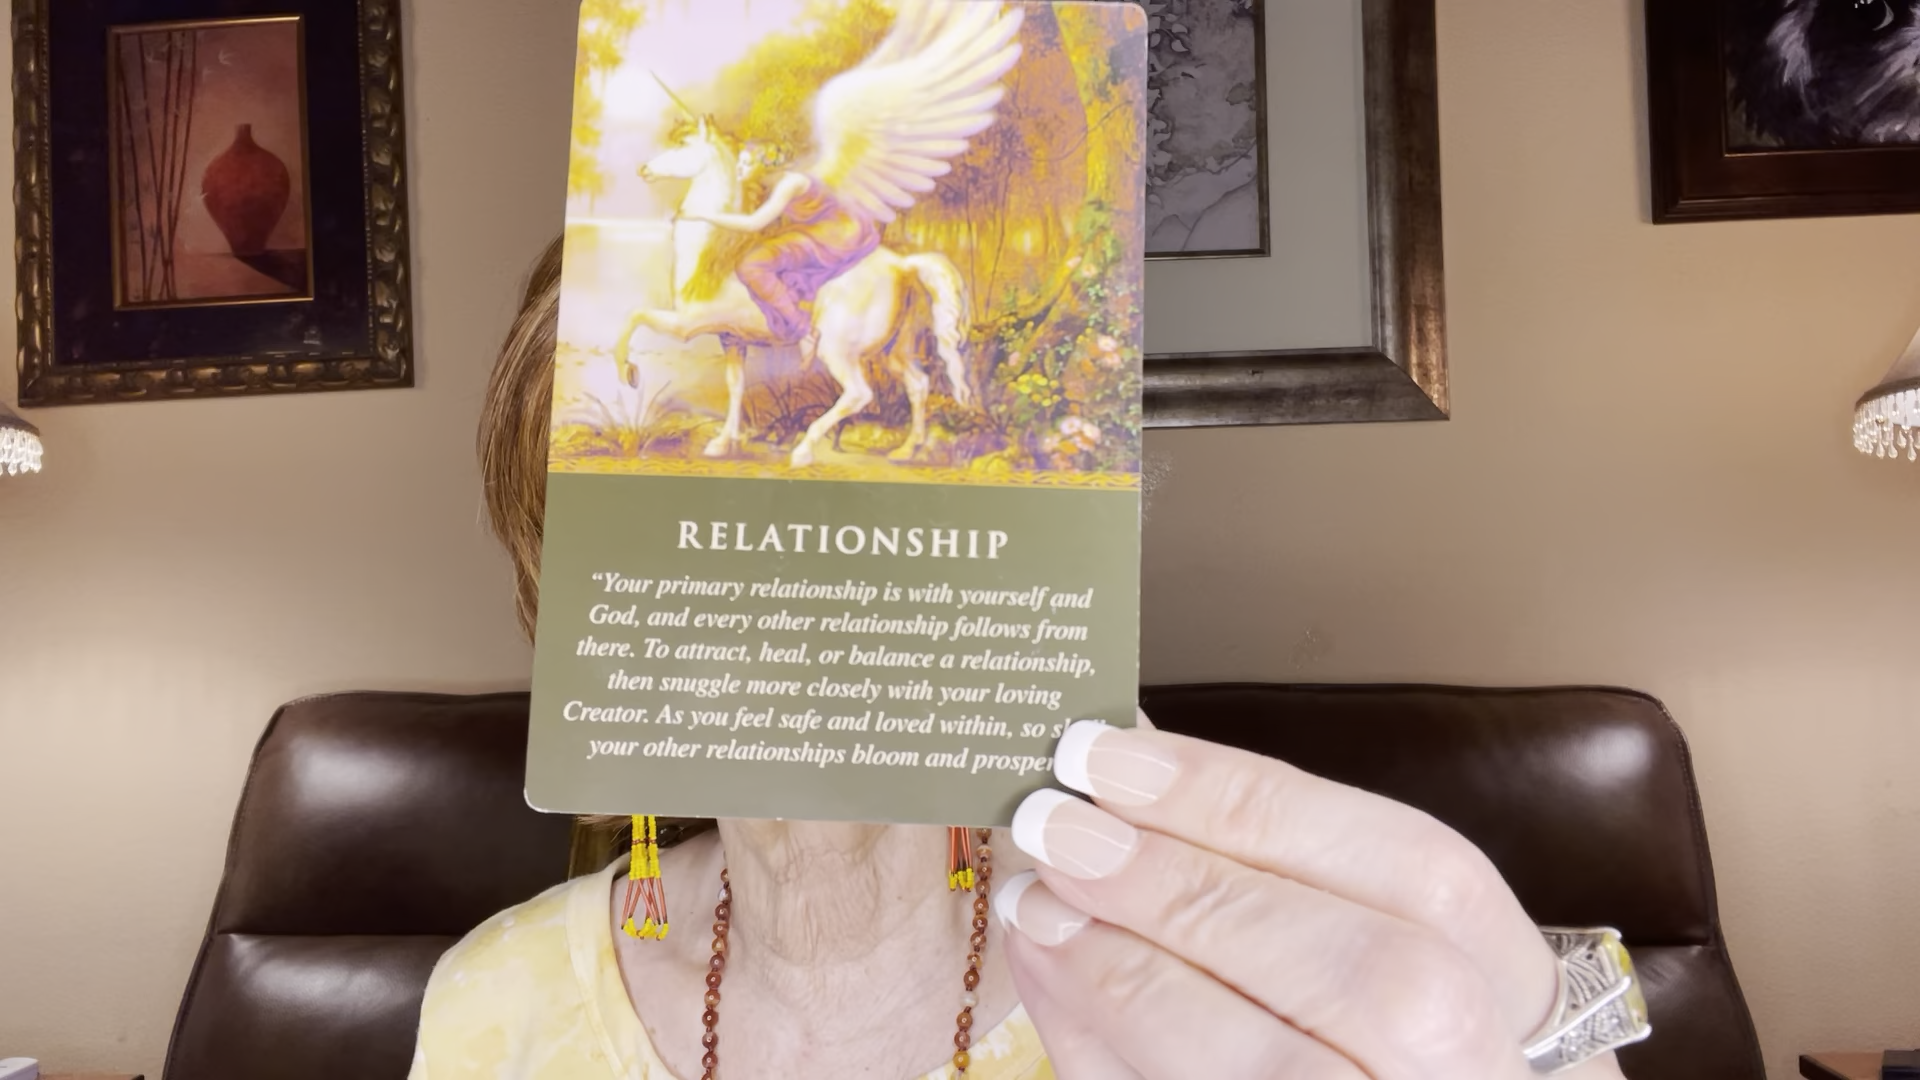 RELATIONSHIP
“Your primary relationship is with yourself and
God, and every other relationship follows from
there. To attract, heal, or balance a relationship,
then snuggle more closely with your loving
Creator. As you feel safe and loved within, so
your other relationships bloom and prosper